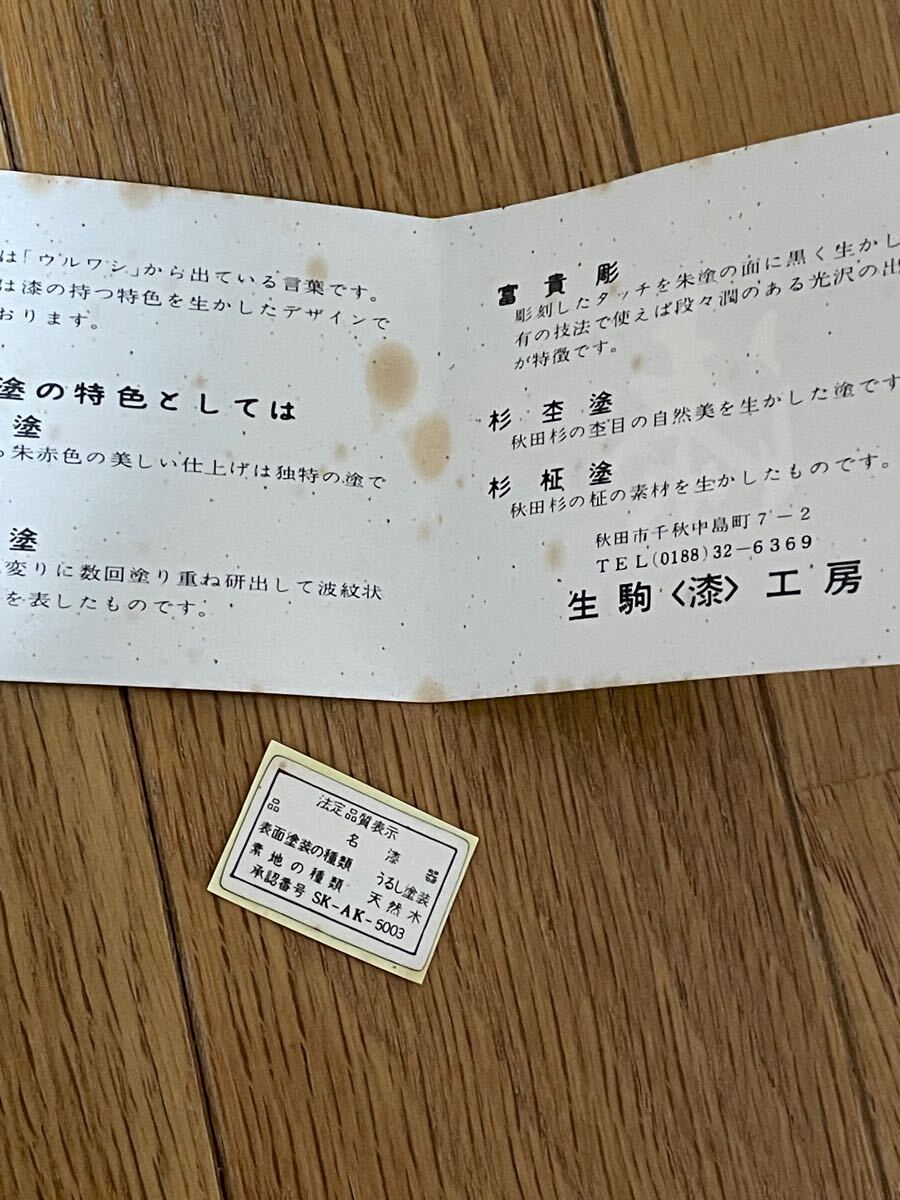 は「ウルワシ」から出ている言葉です。
は漆の持つ特色を生かしたデザインで
おります。
塗の特色としては
塗
朱赤色の美しい仕上げは独特の塗で
塗
変りに数回塗り重ね研出して波紋状
を表したものです。
富貴彫
彫刻したタッチを朱塗の面に黒く生かし
有の技法で使えば段々潤のある光沢の出
が特徴です。
杉杢塗
秋田杉の杢目の自然美を生かした塗です
杉柾塗
秋田杉の柾の素材を生かしたものです。
秋田市千秋中島町7-2
TEL(0188)32-6369
生駒〈漆〉工房
法定品質表示
品名 漆器
表面塗装の種類 うるし塗装
素地の種類 天然木
承認番号 SK-AK-5003